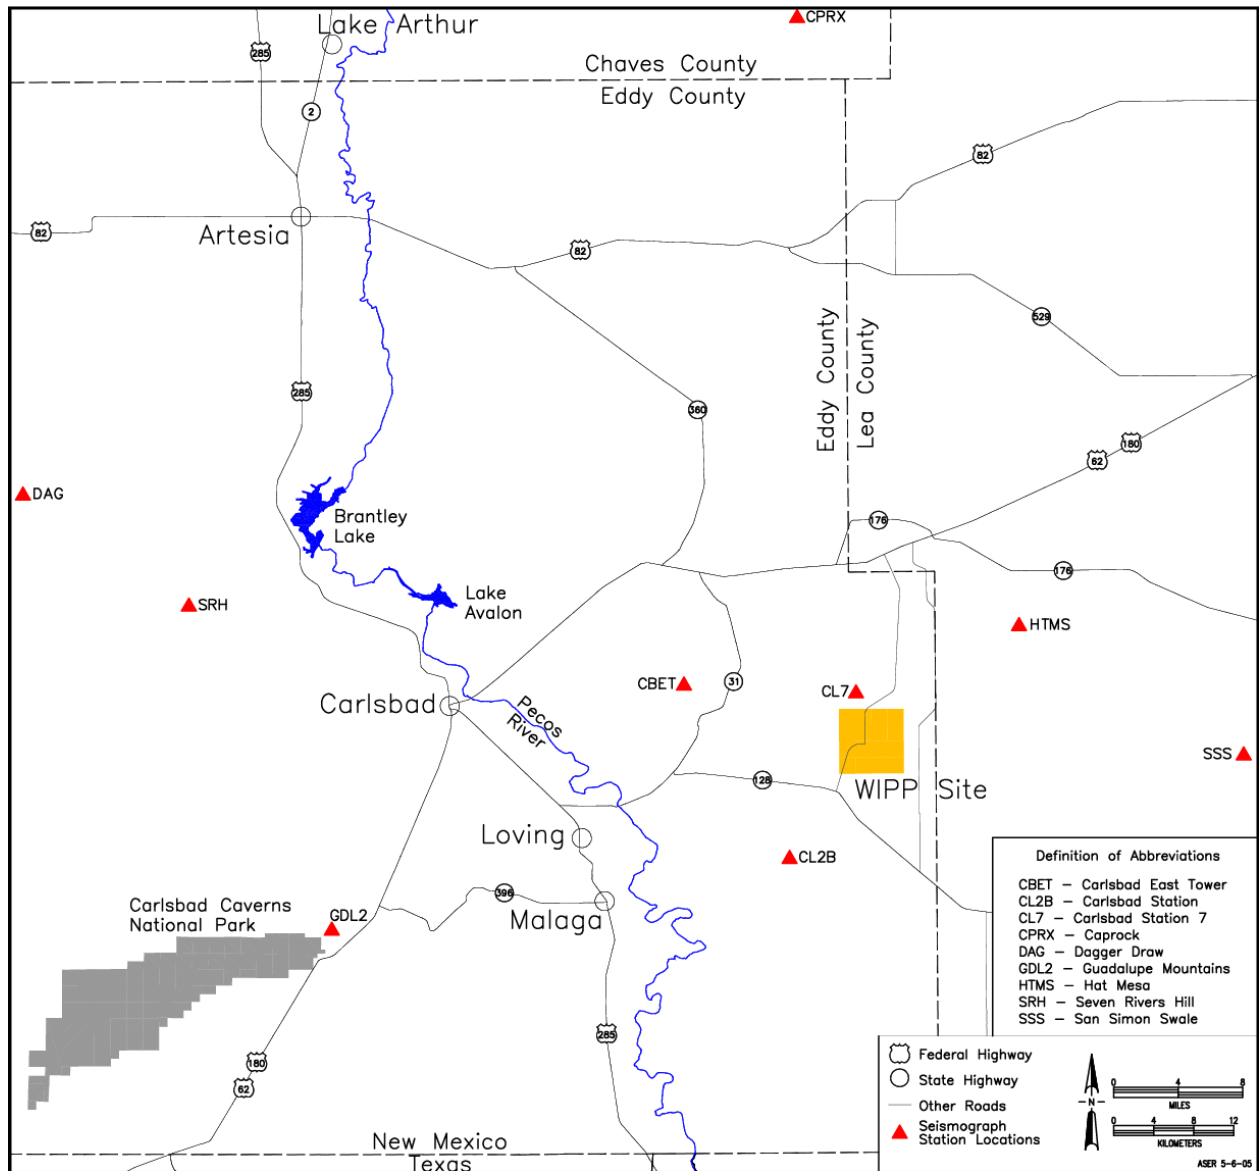 Lake Arthur
CPRX
285
Chaves County
Eddy County
2
82
Artesia
82
82
529
Eddy County
Lea County
285
360
180
62
DAG
Brantley
Lake
176
176
SRH
Lake
Avalon
HTMS
CBET
31
CL7
Carlsbad
Pecos
River
SSS
128
WIPP Site
Loving
CL2B
396
Malaga
Carlsbad Caverns
National Park
GDL2
285
180
62
New Mexico
Texas
Definition of Abbreviations
CBET – Carlsbad East Tower
CL2B – Carlsbad Station
CL7 – Carlsbad Station 7
CPRX – Caprock
DAG – Dagger Draw
GDL2 – Guadalupe Mountains
HTMS – Hat Mesa
SRH – Seven Rivers Hill
SSS – San Simon Swale
Federal Highway
State Highway
Other Roads
Seismograph
Station Locations
N
0 4 8
MILES
0 4 8 12
KILOMETERS
ASER 5-6-05